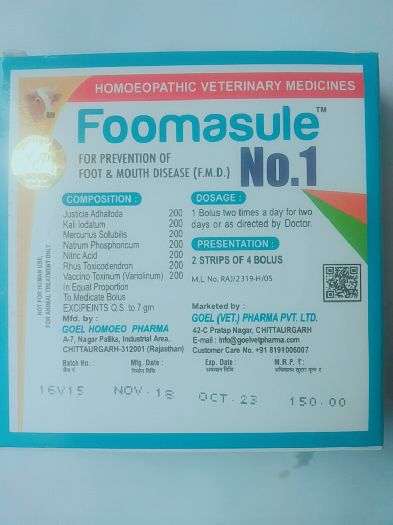 HOMOEOPATHIC VETERINARY MEDICINES
Foomasule™
No.1
FOR PREVENTION OF
FOOT & MOUTH DISEASE (F.M.D.)
COMPOSITION :
Justicia Adhatoda 200
Kali Iodatum 200
Mercurius Solubilis 200
Natrum Phosphoricum 200
Nitric Acid 200
Rhus Toxicodendron 200
Vaccino Toxinum (Variolinum) 200
In Equal Proportion
To Medicate Bolus
EXCIPEINTS Q.S. to 7 gm
DOSAGE :
1 Bolus two times a day for two
days or as directed by Doctor.
PRESENTATION :
2 STRIPS OF 4 BOLUS
M.L No. RAJ/2319-H/05
NOT FOR HUMAN USE,
FOR ANIMAL TREATMENT ONLY
Mfd. by :
GOEL HOMOEO PHARMA
A-7, Nagar Palika, Industrial Area,
CHITTAURGARH-312001 (Rajasthan)
Marketed by :
GOEL (VET.) PHARMA PVT. LTD.
42-C Pratap Nagar, CHITTAURGARH
E-mail : info@goelvetpharma.com
Customer Care No. +91 8191006007
Batch No. : Mfg. Date : Exp. Date : M.R.P. ₹ :
बैच नं. निर्माण तिथि अवसान तिथि
16V15 NOV.18 OCT.23 150.00